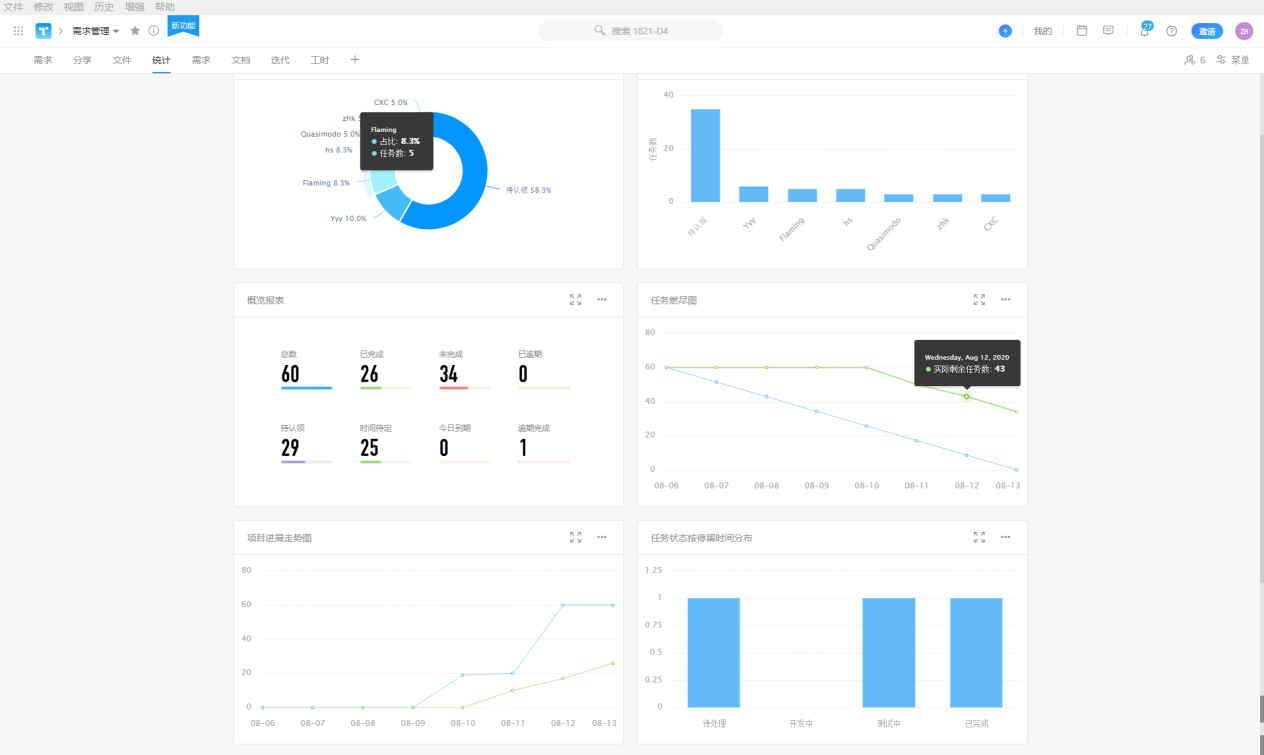 文件 修改 视图 历史 增强 帮助
需求管理 新功能 搜索 1821-D4 我的 27 邀请 ZH
需求 分享 文件 统计 需求 文档 迭代 工时 + 6 菜单
CXC 5.0%
zhk 5
Quasimodo 5.0%
hs 8.3%
Flaming 8.3%
Yyy 10.0%
待认领 58.3%
Flaming
占比: 8.3%
任务数: 5
任务数
40
20
0
待认领 Yyy Flaming hs Quasimodo zhk CXC
概览报表
总数 已完成 未完成 已逾期
60 26 34 0
待认领 时间待定 今日到期 逾期完成
29 25 0 1
任务燃尽图
80
60
40
20
0
Wednesday, Aug 12, 2020
实际剩余任务数: 43
08-06 08-07 08-08 08-09 08-10 08-11 08-12 08-13
项目进展走势图
80
60
40
20
0
08-06 08-07 08-08 08-09 08-10 08-11 08-12 08-13
任务状态按停留时间分布
1.25
1
0.75
0.5
0.25
0
待处理 开发中 测试中 已完成